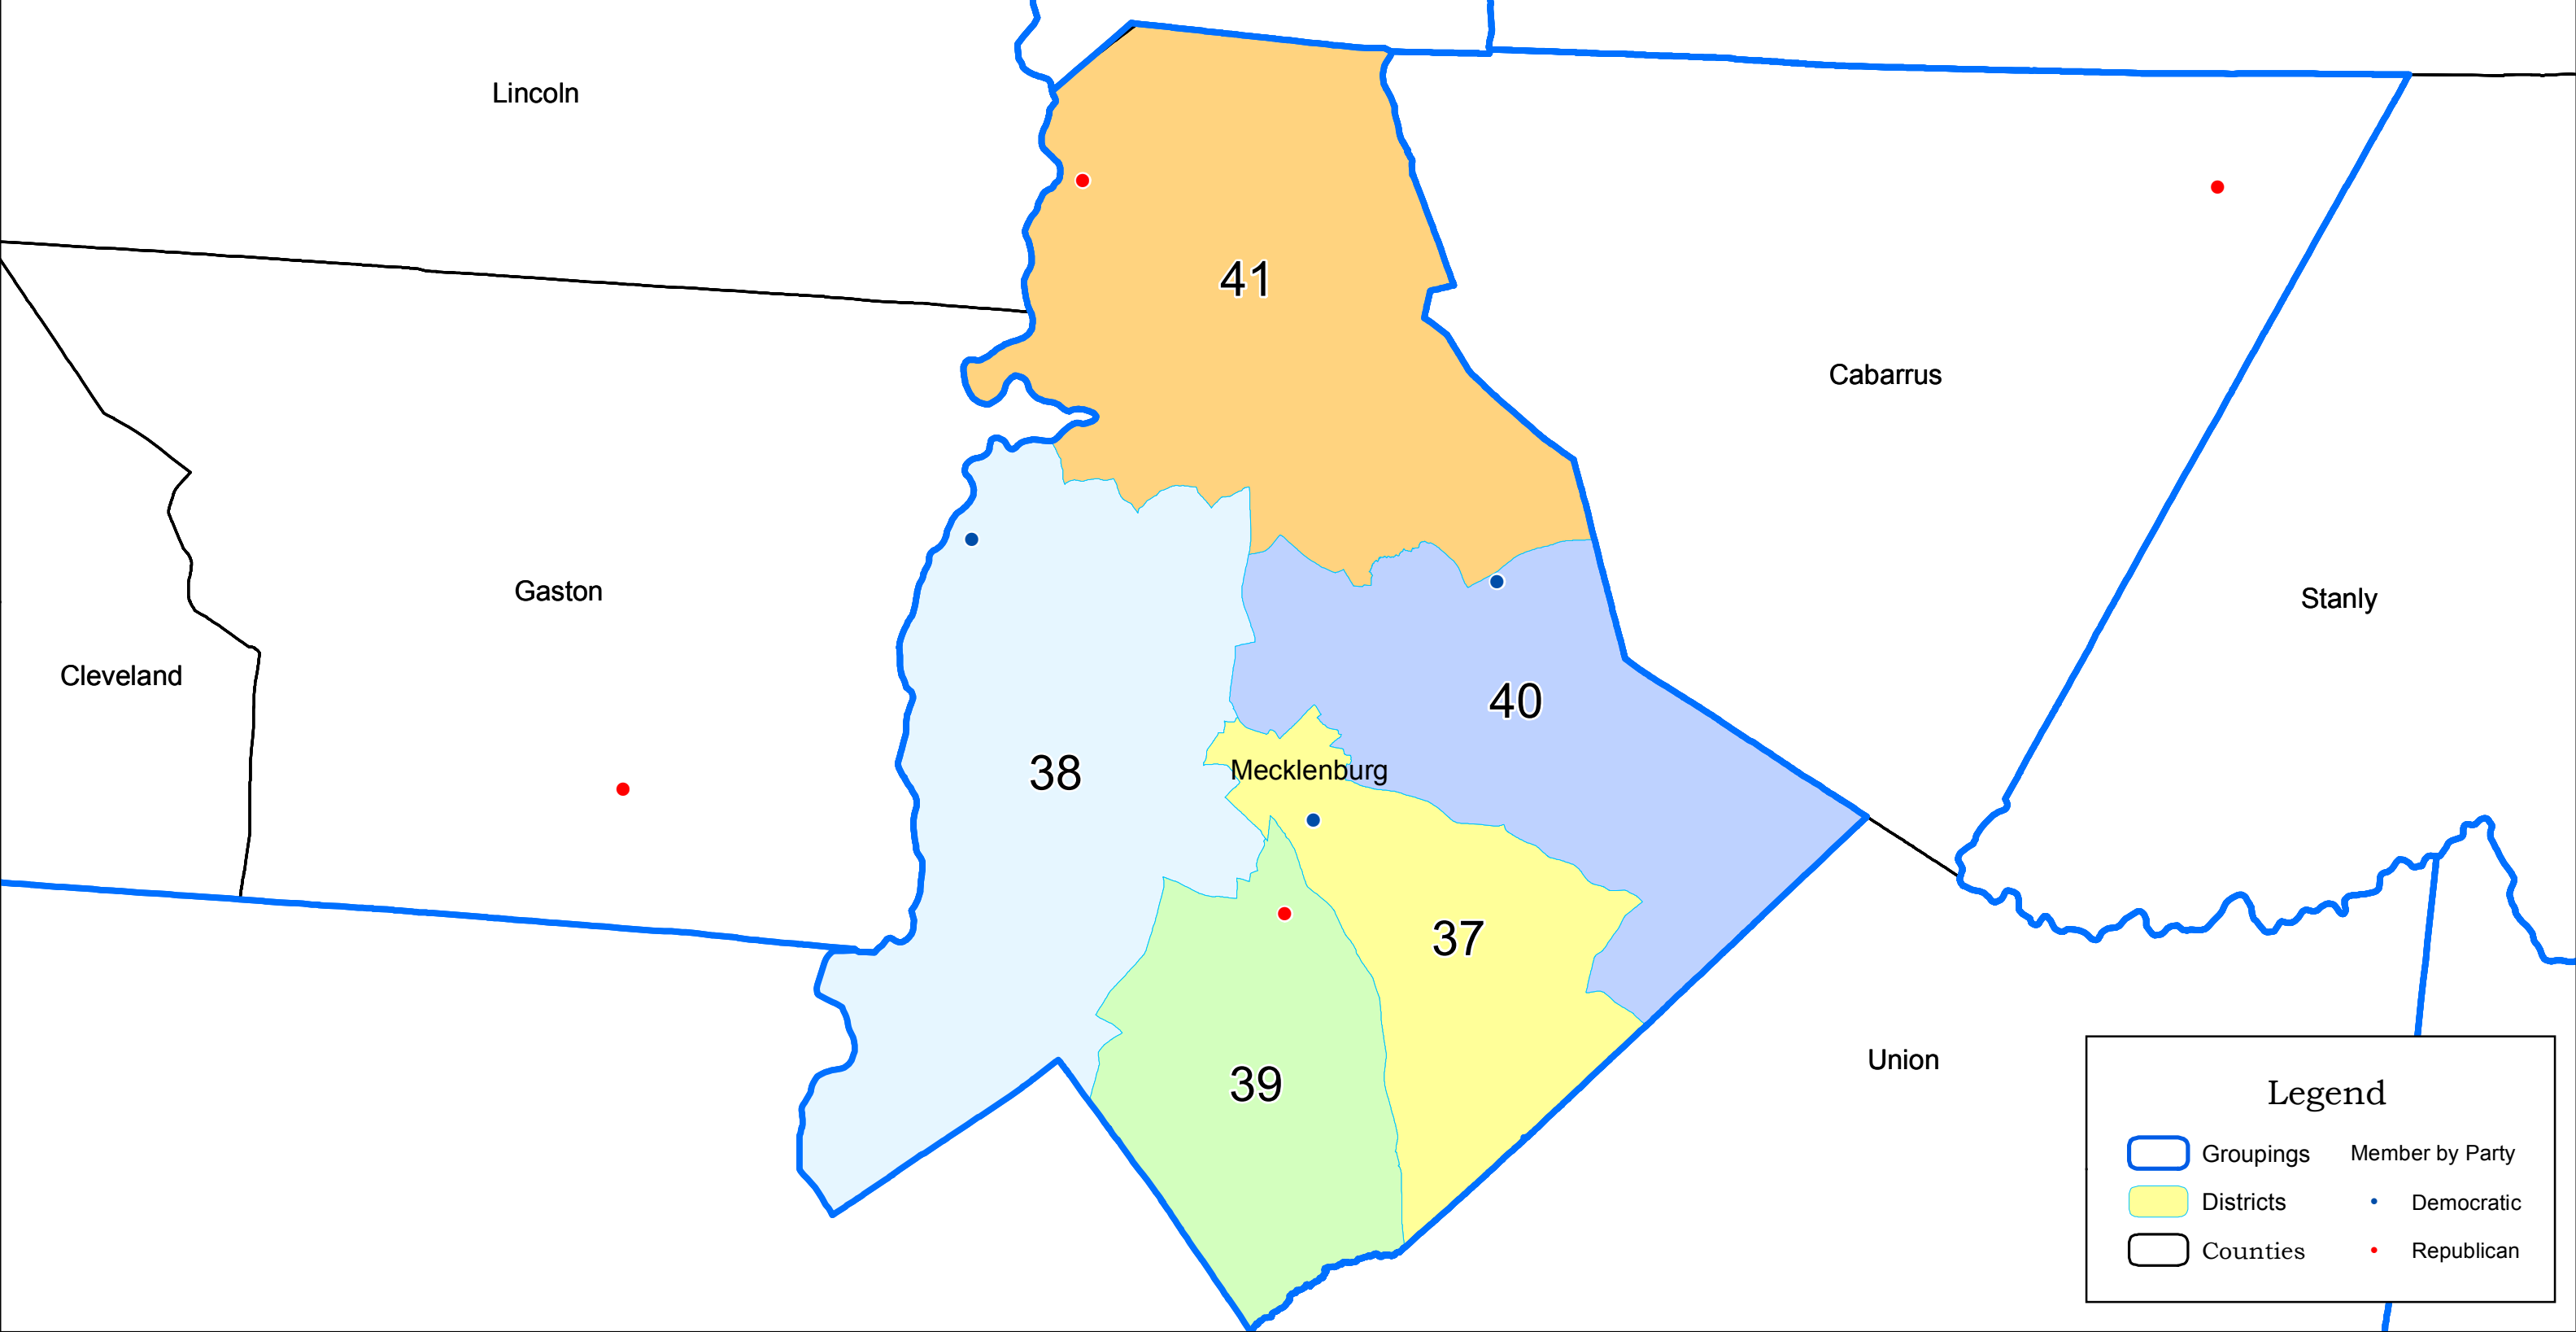 Lincoln
41
Cabarrus
Gaston
Stanly
Cleveland
40
Mecklenburg
38
37
Union
39
Legend
Groupings
Member by Party
Districts
Democratic
Counties
Republican